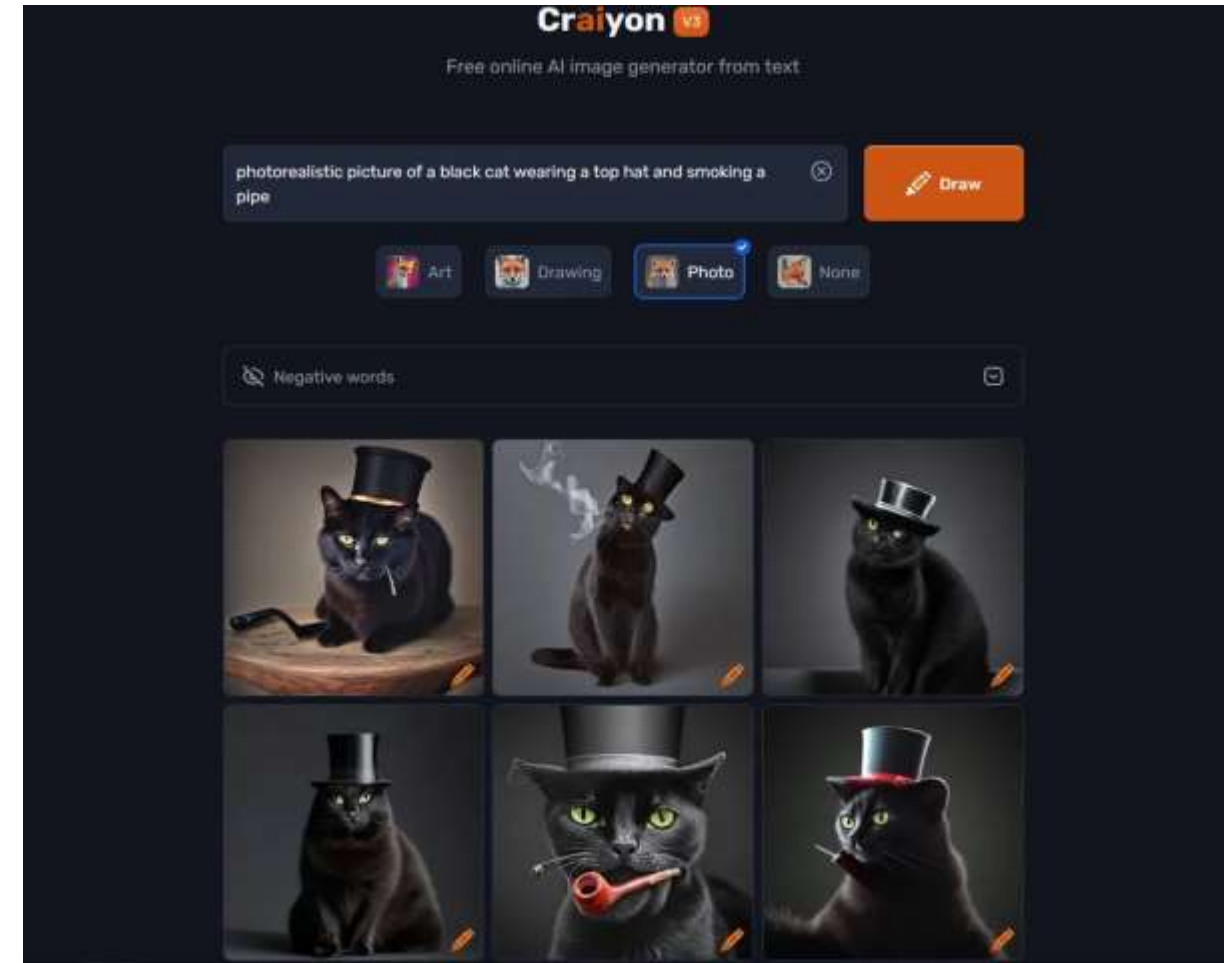 Craiyon V3
Free online AI image generator from text
photorealistic picture of a black cat wearing a top hat and smoking a
pipe
Draw
Art
Drawing
Photo
None
Negative words